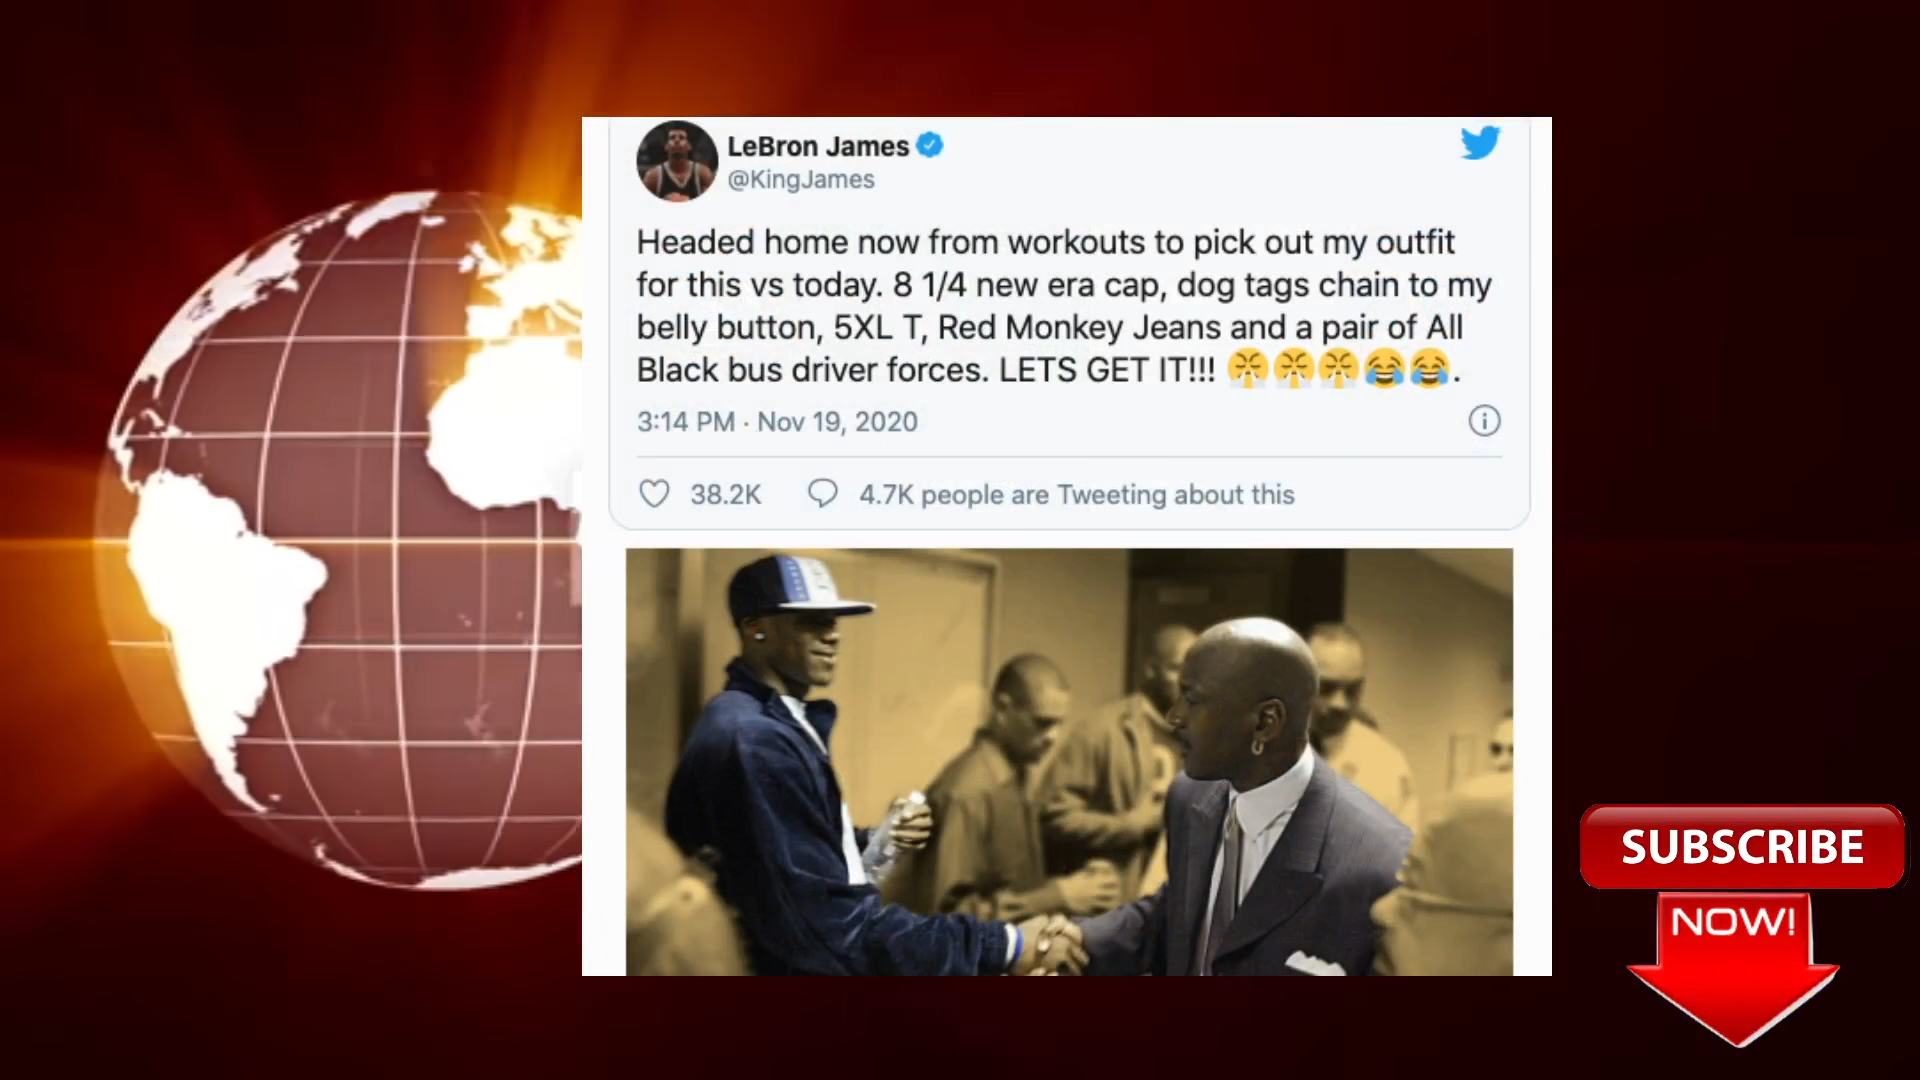 LeBron James
@KingJames
Headed home now from workouts to pick out my outfit
for this vs today. 8 1/4 new era cap, dog tags chain to my
belly button, 5XL T, Red Monkey Jeans and a pair of All
Black bus driver forces. LETS GET IT!!! 😤😤😤😂😂.
3:14 PM · Nov 19, 2020
38.2K 4.7K people are Tweeting about this
SUBSCRIBE
NOW!